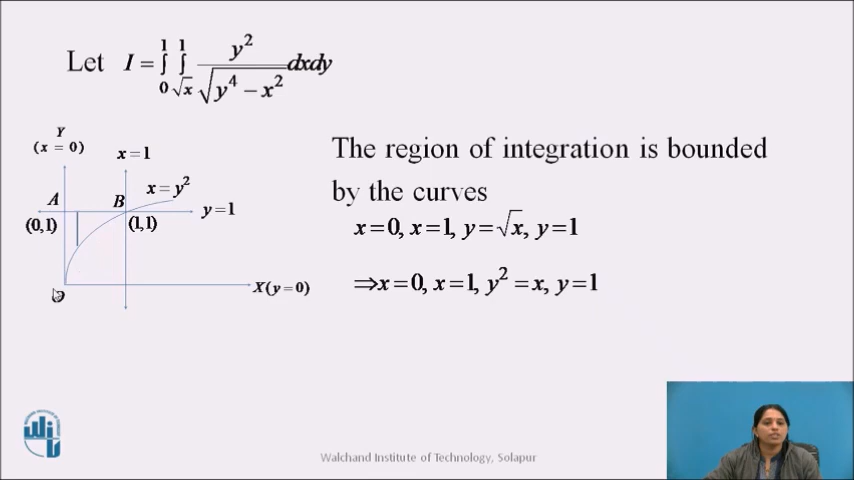 Let I = ∫₀¹ ∫_{√x}¹ y² / √(y⁴ − x²) dxdy
Y
(x = 0)
x = 1
x = y²
A
B
y = 1
(0,1)
(1,1)
O
X(y = 0)
The region of integration is bounded
by the curves
x = 0, x = 1, y = √x, y = 1
⇒ x = 0, x = 1, y² = x, y = 1
Walchand Institute of Technology, Solapur